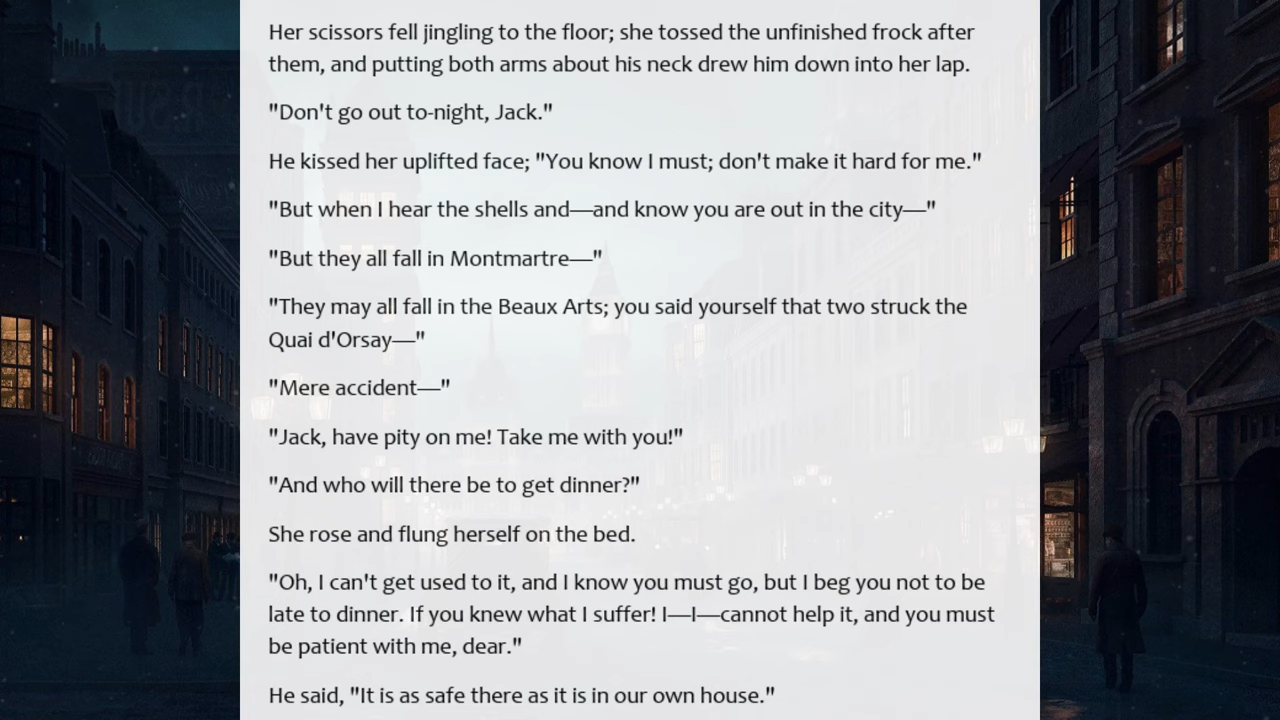 Her scissors fell jingling to the floor; she tossed the unfinished frock after
them, and putting both arms about his neck drew him down into her lap.
"Don't go out to-night, Jack."
He kissed her uplifted face; "You know I must; don't make it hard for me."
"But when I hear the shells and—and know you are out in the city—"
"But they all fall in Montmartre—"
"They may all fall in the Beaux Arts; you said yourself that two struck the
Quai d'Orsay—"
"Mere accident—"
"Jack, have pity on me! Take me with you!"
"And who will there be to get dinner?"
She rose and flung herself on the bed.
"Oh, I can't get used to it, and I know you must go, but I beg you not to be
late to dinner. If you knew what I suffer! I—I—cannot help it, and you must
be patient with me, dear."
He said, "It is as safe there as it is in our own house."